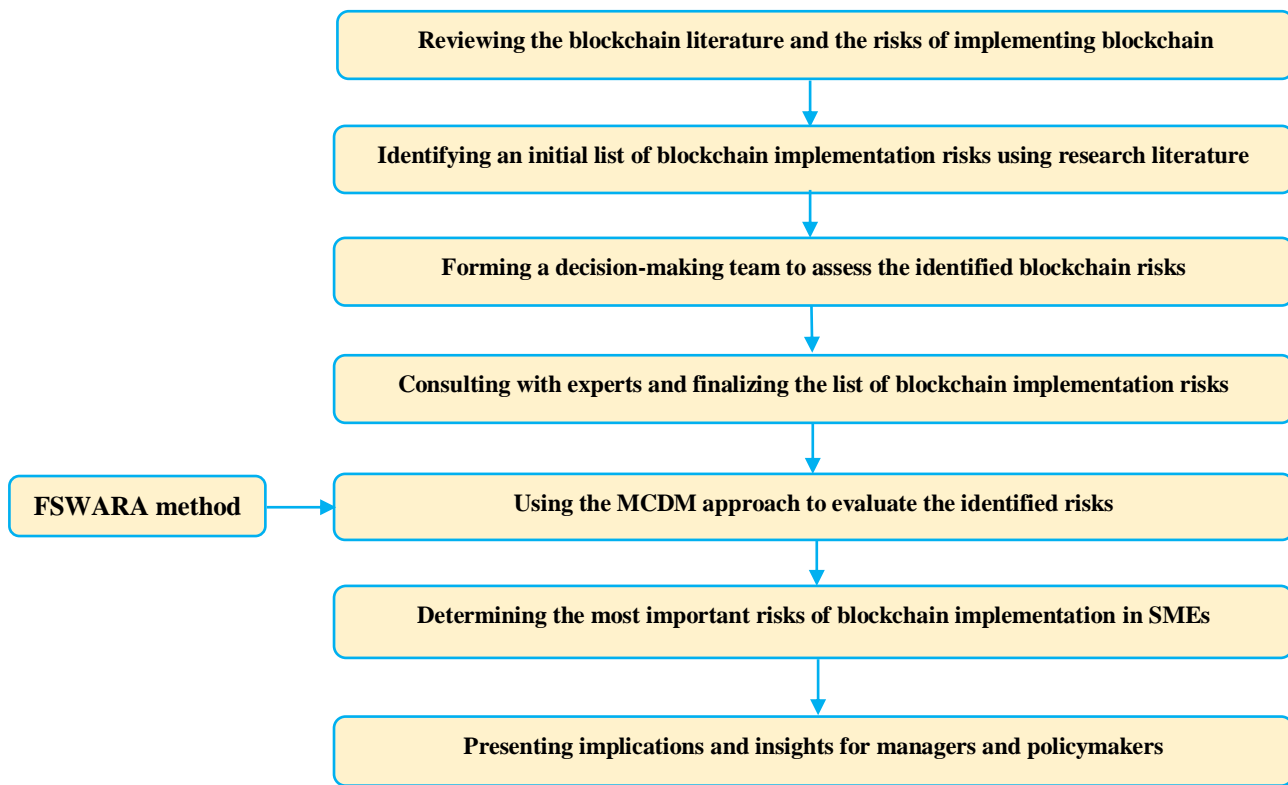 Reviewing the blockchain literature and the risks of implementing blockchain
Identifying an initial list of blockchain implementation risks using research literature
Forming a decision-making team to assess the identified blockchain risks
Consulting with experts and finalizing the list of blockchain implementation risks
FSWARA method
Using the MCDM approach to evaluate the identified risks
Determining the most important risks of blockchain implementation in SMEs
Presenting implications and insights for managers and policymakers